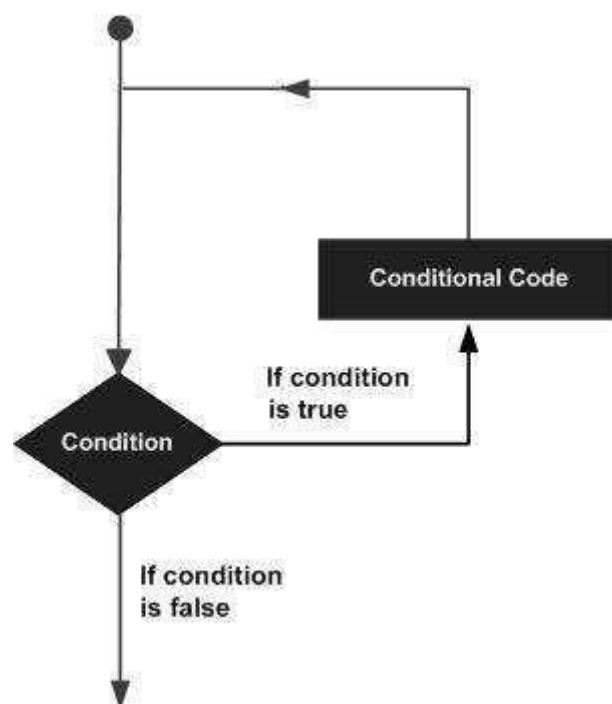 Conditional Code
If condition
is true
Condition
If condition
is false